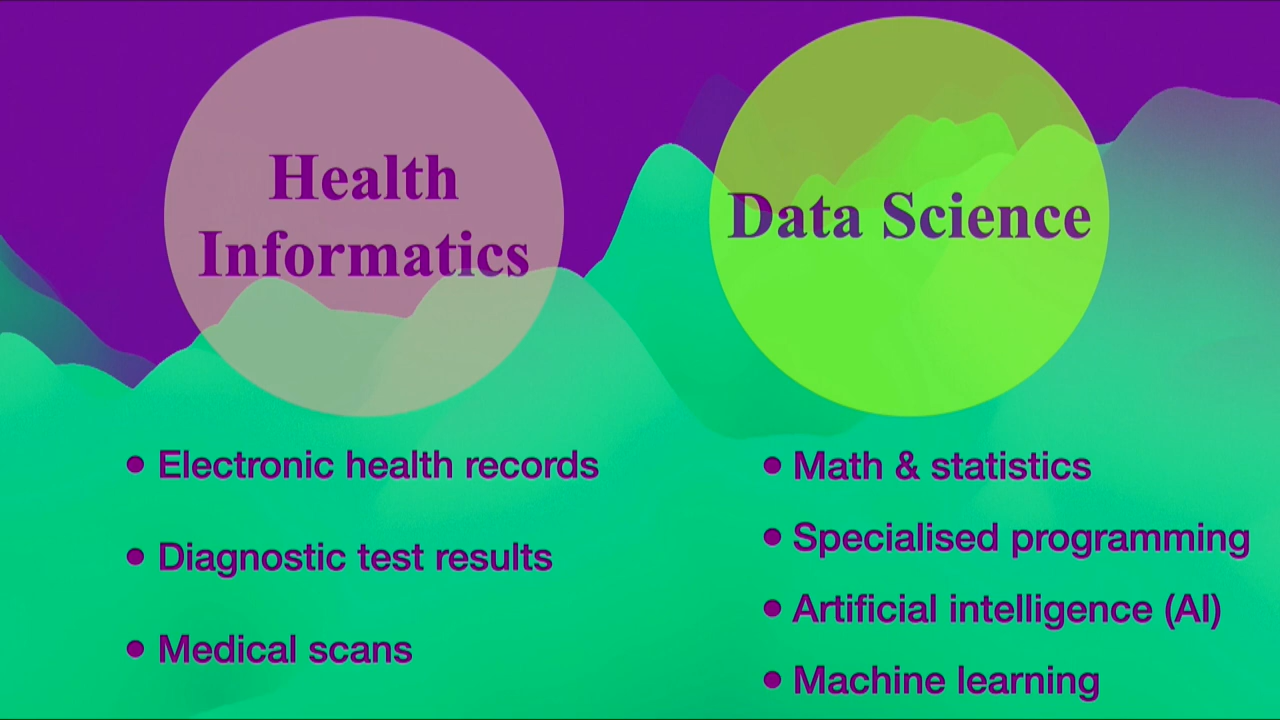 Health
Informatics
• Electronic health records
• Diagnostic test results
• Medical scans
Data Science
• Math & statistics
• Specialised programming
• Artificial intelligence (AI)
• Machine learning